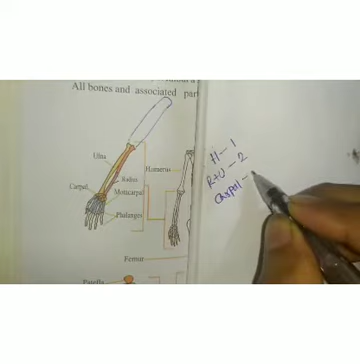 All bones and associated par
Ulna
Humerus
Carpal
Radius
Metacarpal
Phalanges
Femur
Patella
H - 1
R+U - 2
Carpal -